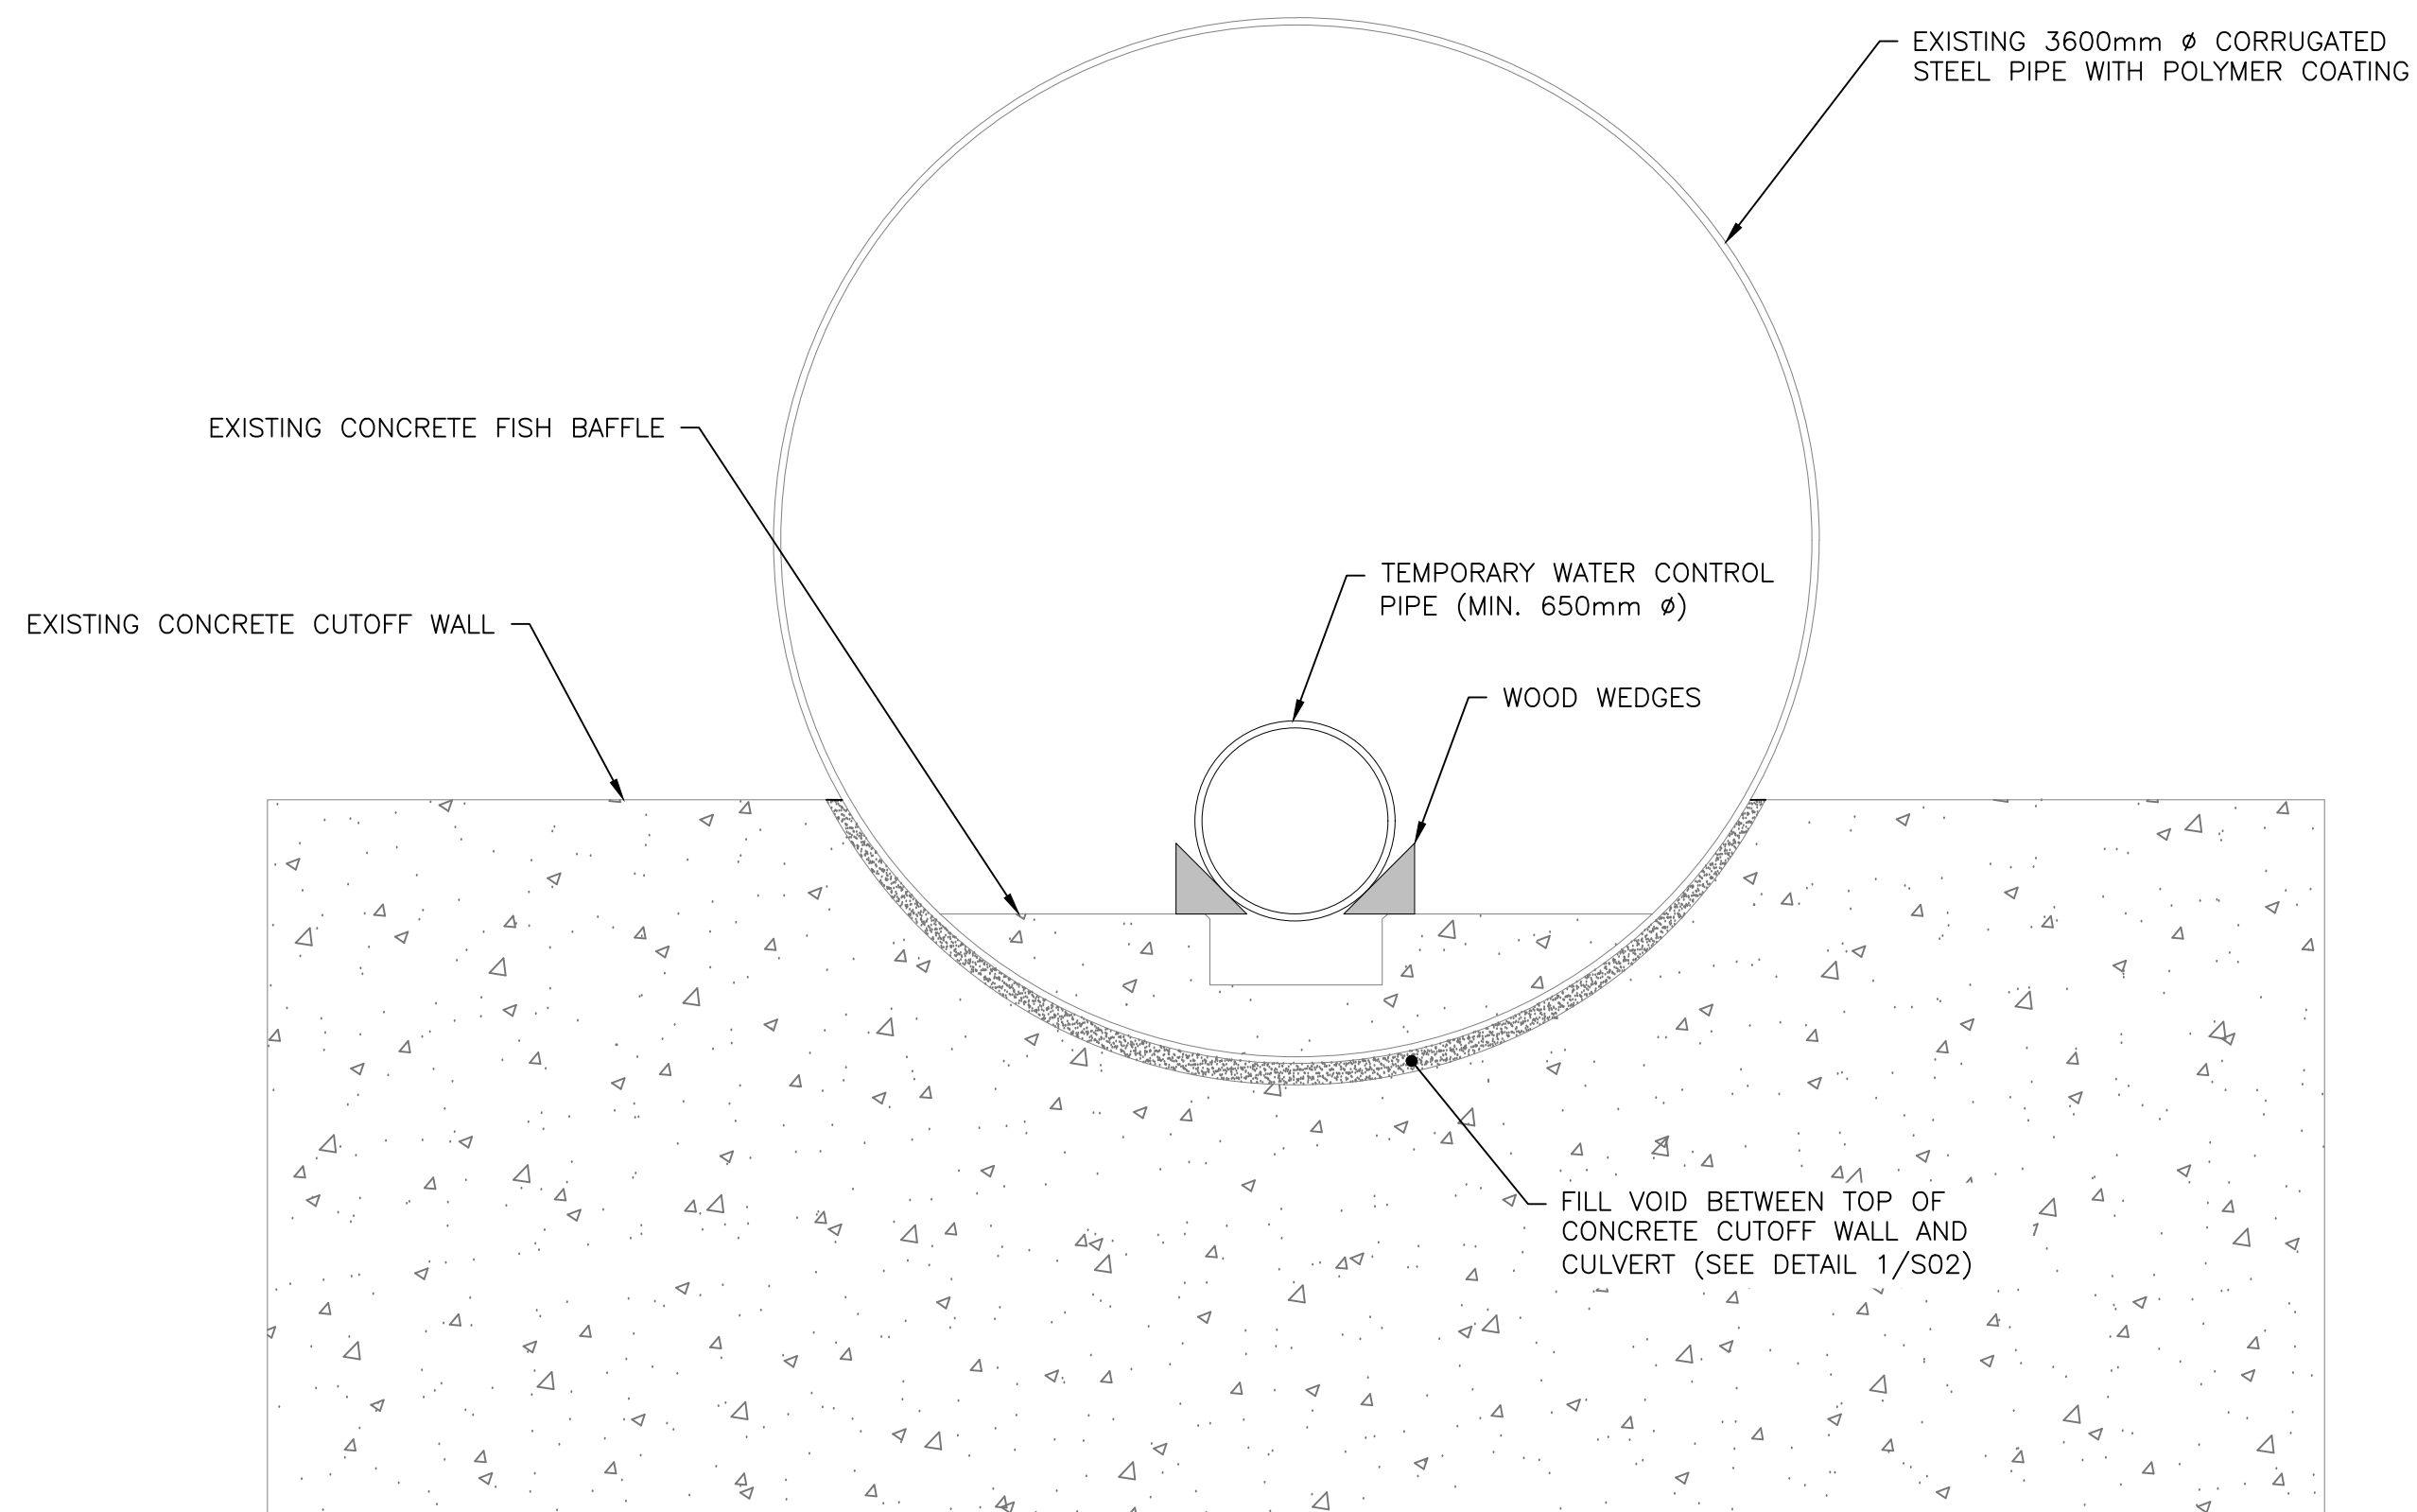 EXISTING 3600mm ø CORRUGATED
STEEL PIPE WITH POLYMER COATING
EXISTING CONCRETE FISH BAFFLE
TEMPORARY WATER CONTROL
PIPE (MIN. 650mm ø)
EXISTING CONCRETE CUTOFF WALL
WOOD WEDGES
FILL VOID BETWEEN TOP OF
CONCRETE CUTOFF WALL AND
CULVERT (SEE DETAIL 1/S02)